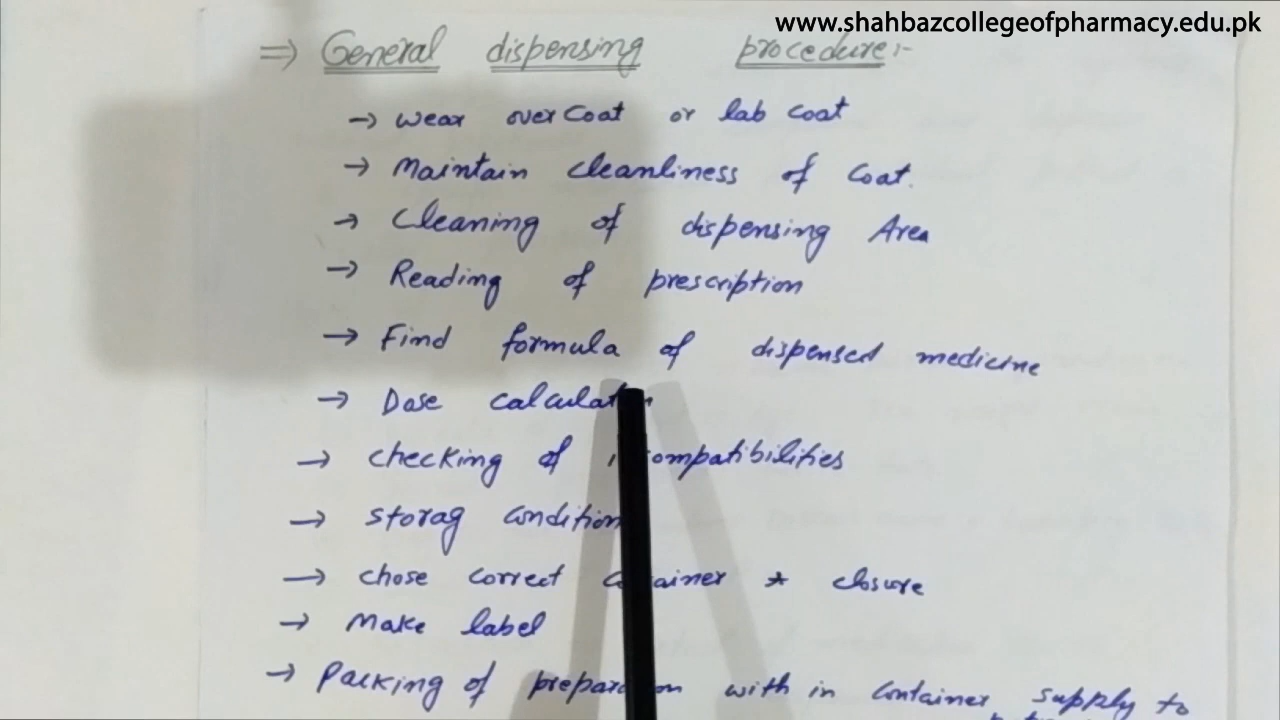 www.shahbazcollegeofpharmacy.edu.pk
=> General dispensing procedure:-
→ wear overcoat or lab coat
→ Maintain cleanliness of coat.
→ Cleaning of dispensing Area
→ Reading of prescription
→ Find formula of dispensed medicine
→ Dose
→ checking of
→ storag condition
→ chose correct * closure
→ Make label
→ Packing of with in container supply to